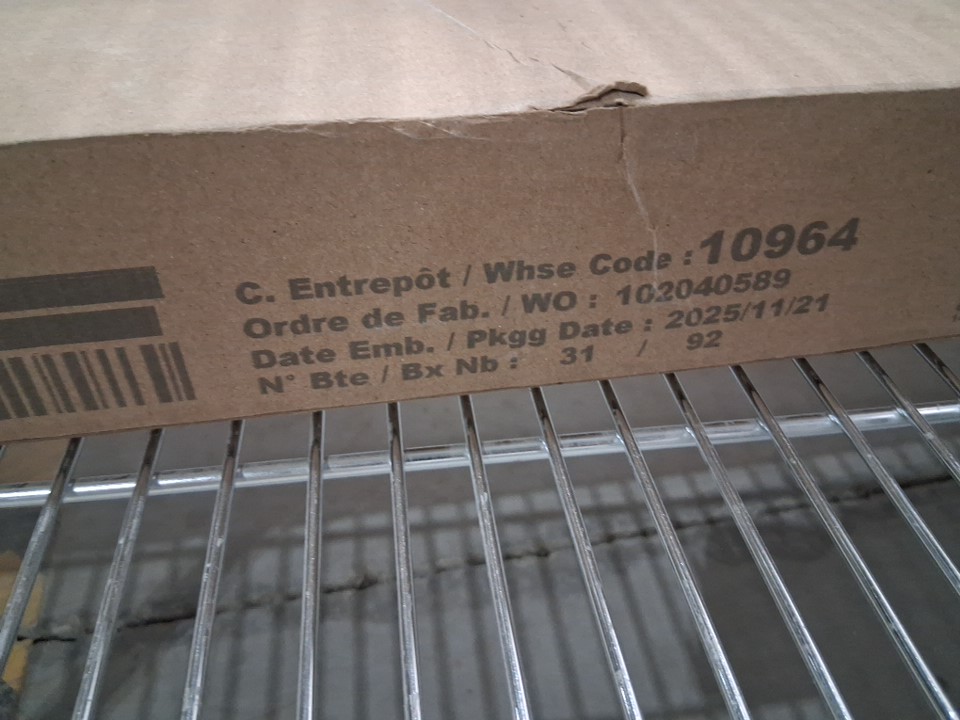 C. Entrepôt / Whse Code : 10964
Ordre de Fab. / WO : 102040589
Date Emb. / Pkgg Date : 2025/11/21
N° Bte / Bx Nb : 31 / 92